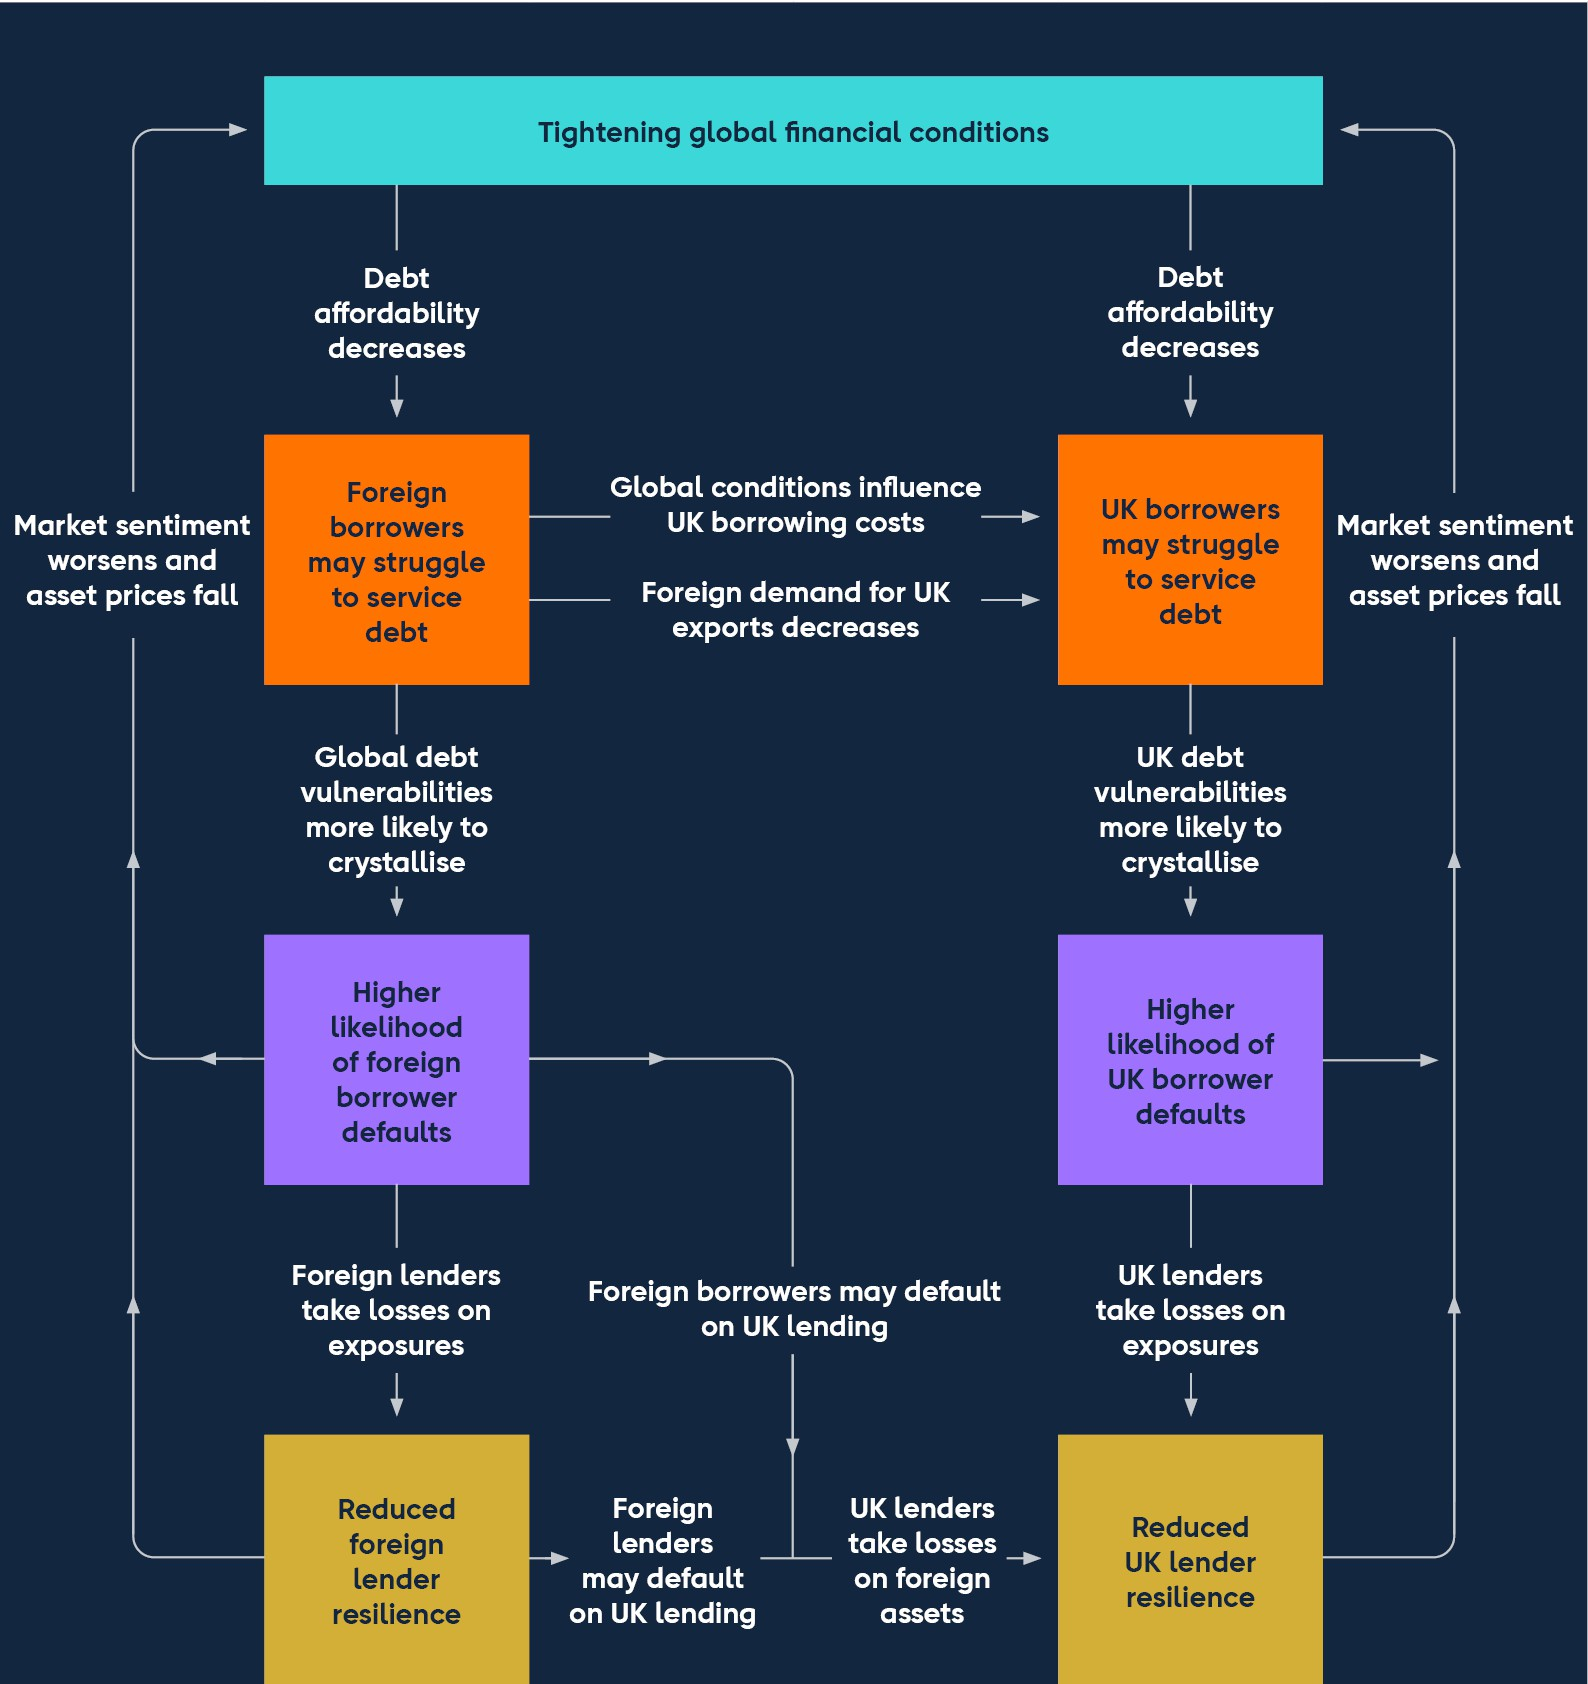 Tightening global financial conditions
Debt
affordability
decreases
Debt
affordability
decreases
Market sentiment
worsens and
asset prices fall
Foreign
borrowers
may struggle
to service
debt
Global conditions influence
UK borrowing costs
Foreign demand for UK
exports decreases
UK borrowers
may struggle
to service
debt
Market sentiment
worsens and
asset prices fall
Global debt
vulnerabilities
more likely to
crystallise
UK debt
vulnerabilities
more likely to
crystallise
Higher
likelihood
of foreign
borrower
defaults
Higher
likelihood of
UK borrower
defaults
Foreign lenders
take losses on
exposures
Foreign borrowers may default
on UK lending
UK lenders
take losses on
exposures
Reduced
foreign
lender
resilience
Foreign
lenders
may default
on UK lending
UK lenders
take losses
on foreign
assets
Reduced
UK lender
resilience